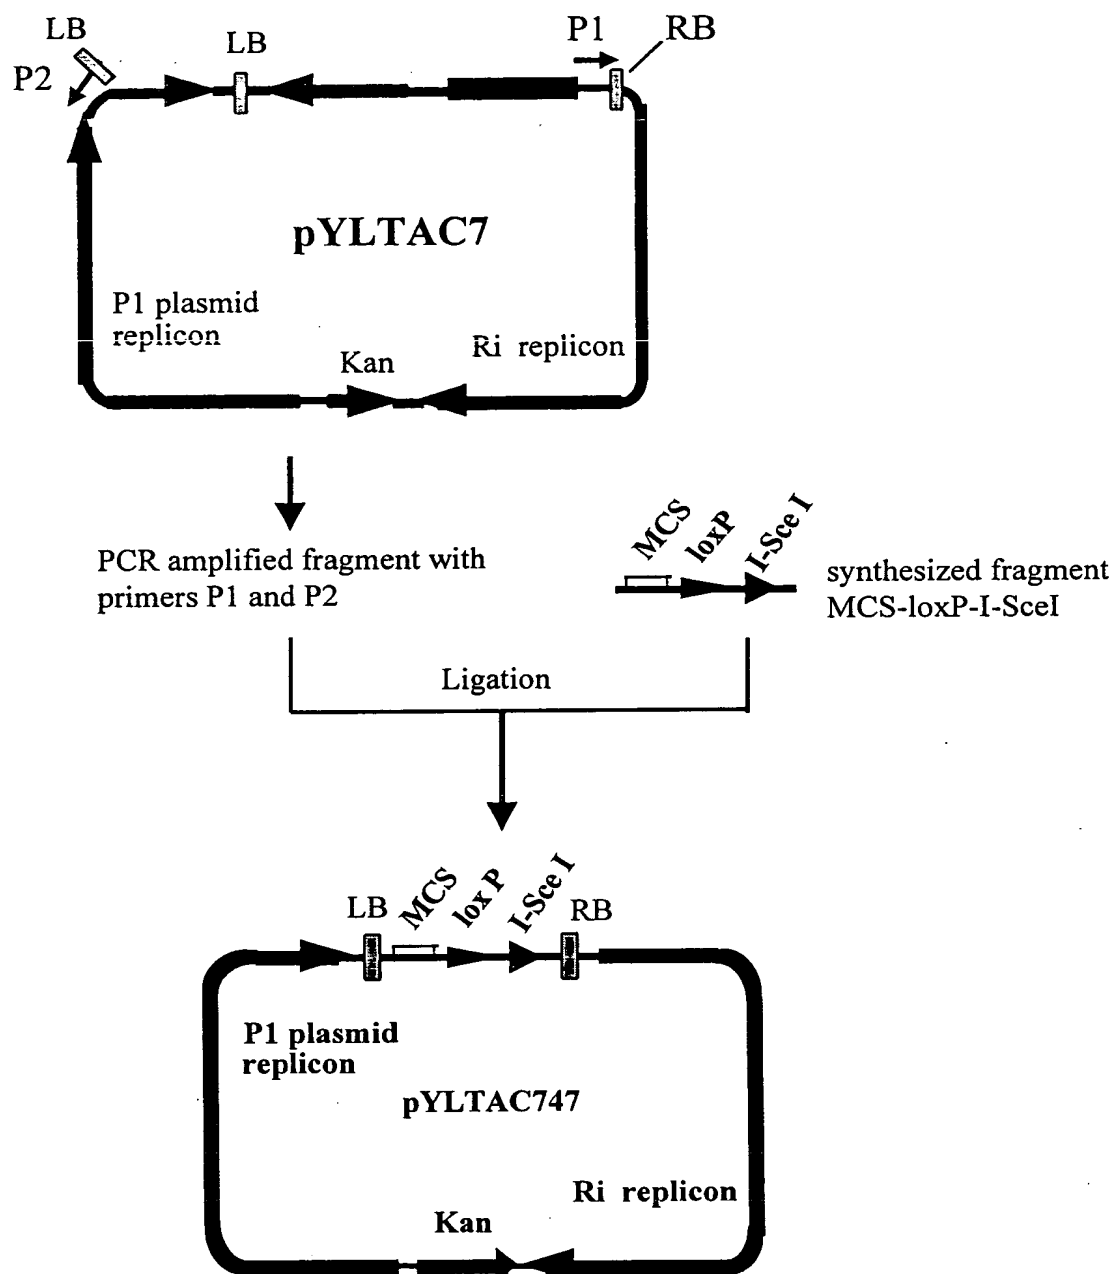 LB
P2
LB
P1
RB
pYLTAC7
P1 plasmid
replicon
Kan
Ri replicon
PCR amplified fragment with
primers P1 and P2
MCS
loxP
I-Sce I
synthesized fragment
MCS-loxP-I-SceI
Ligation
LB
MCS
lox P
I-Sce I
RB
P1 plasmid
replicon
pYLTAC747
Ri replicon
Kan